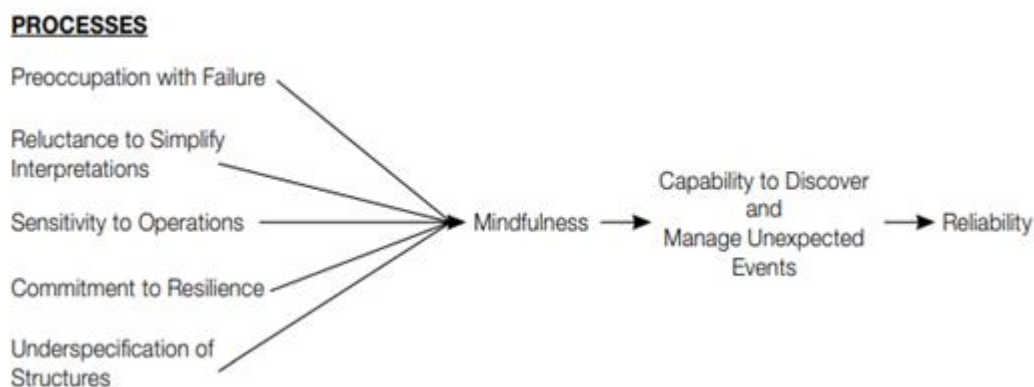 PROCESSES
Preoccupation with Failure
Reluctance to Simplify
Interpretations
Sensitivity to Operations
Commitment to Resilience
Underspecification of
Structures
Mindfulness
Capability to Discover
and
Manage Unexpected
Events
Reliability